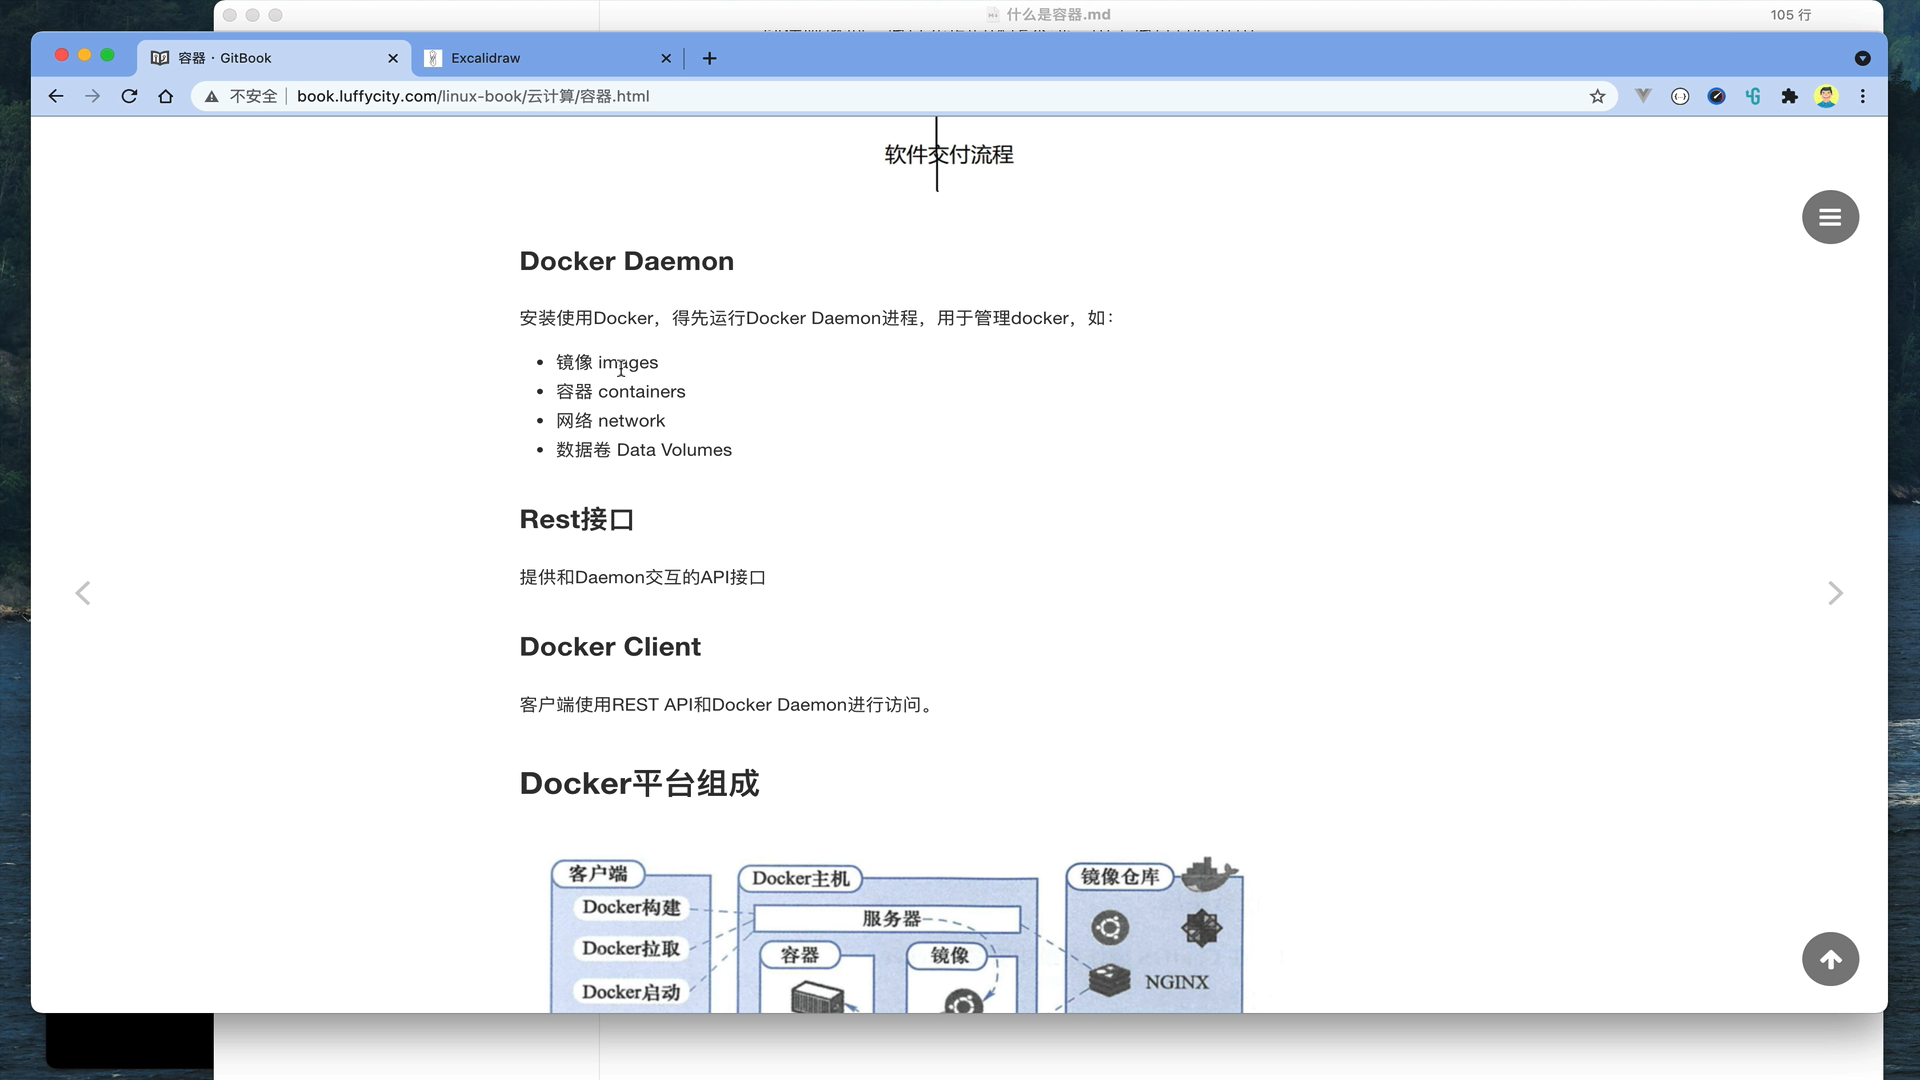 什么是容器.md
105 行
容器 · GitBook
Excalidraw
不安全
book.luffycity.com/linux-book/云计算/容器.html
软件交付流程
Docker Daemon
安装使用Docker，得先运行Docker Daemon进程，用于管理docker，如：
• 镜像 images
• 容器 containers
• 网络 network
• 数据卷 Data Volumes
Rest接口
提供和Daemon交互的API接口
Docker Client
客户端使用REST API和Docker Daemon进行访问。
Docker平台组成
客户端
Docker主机
镜像仓库
Docker构建
服务器
Docker拉取
容器
镜像
Docker启动
NGINX